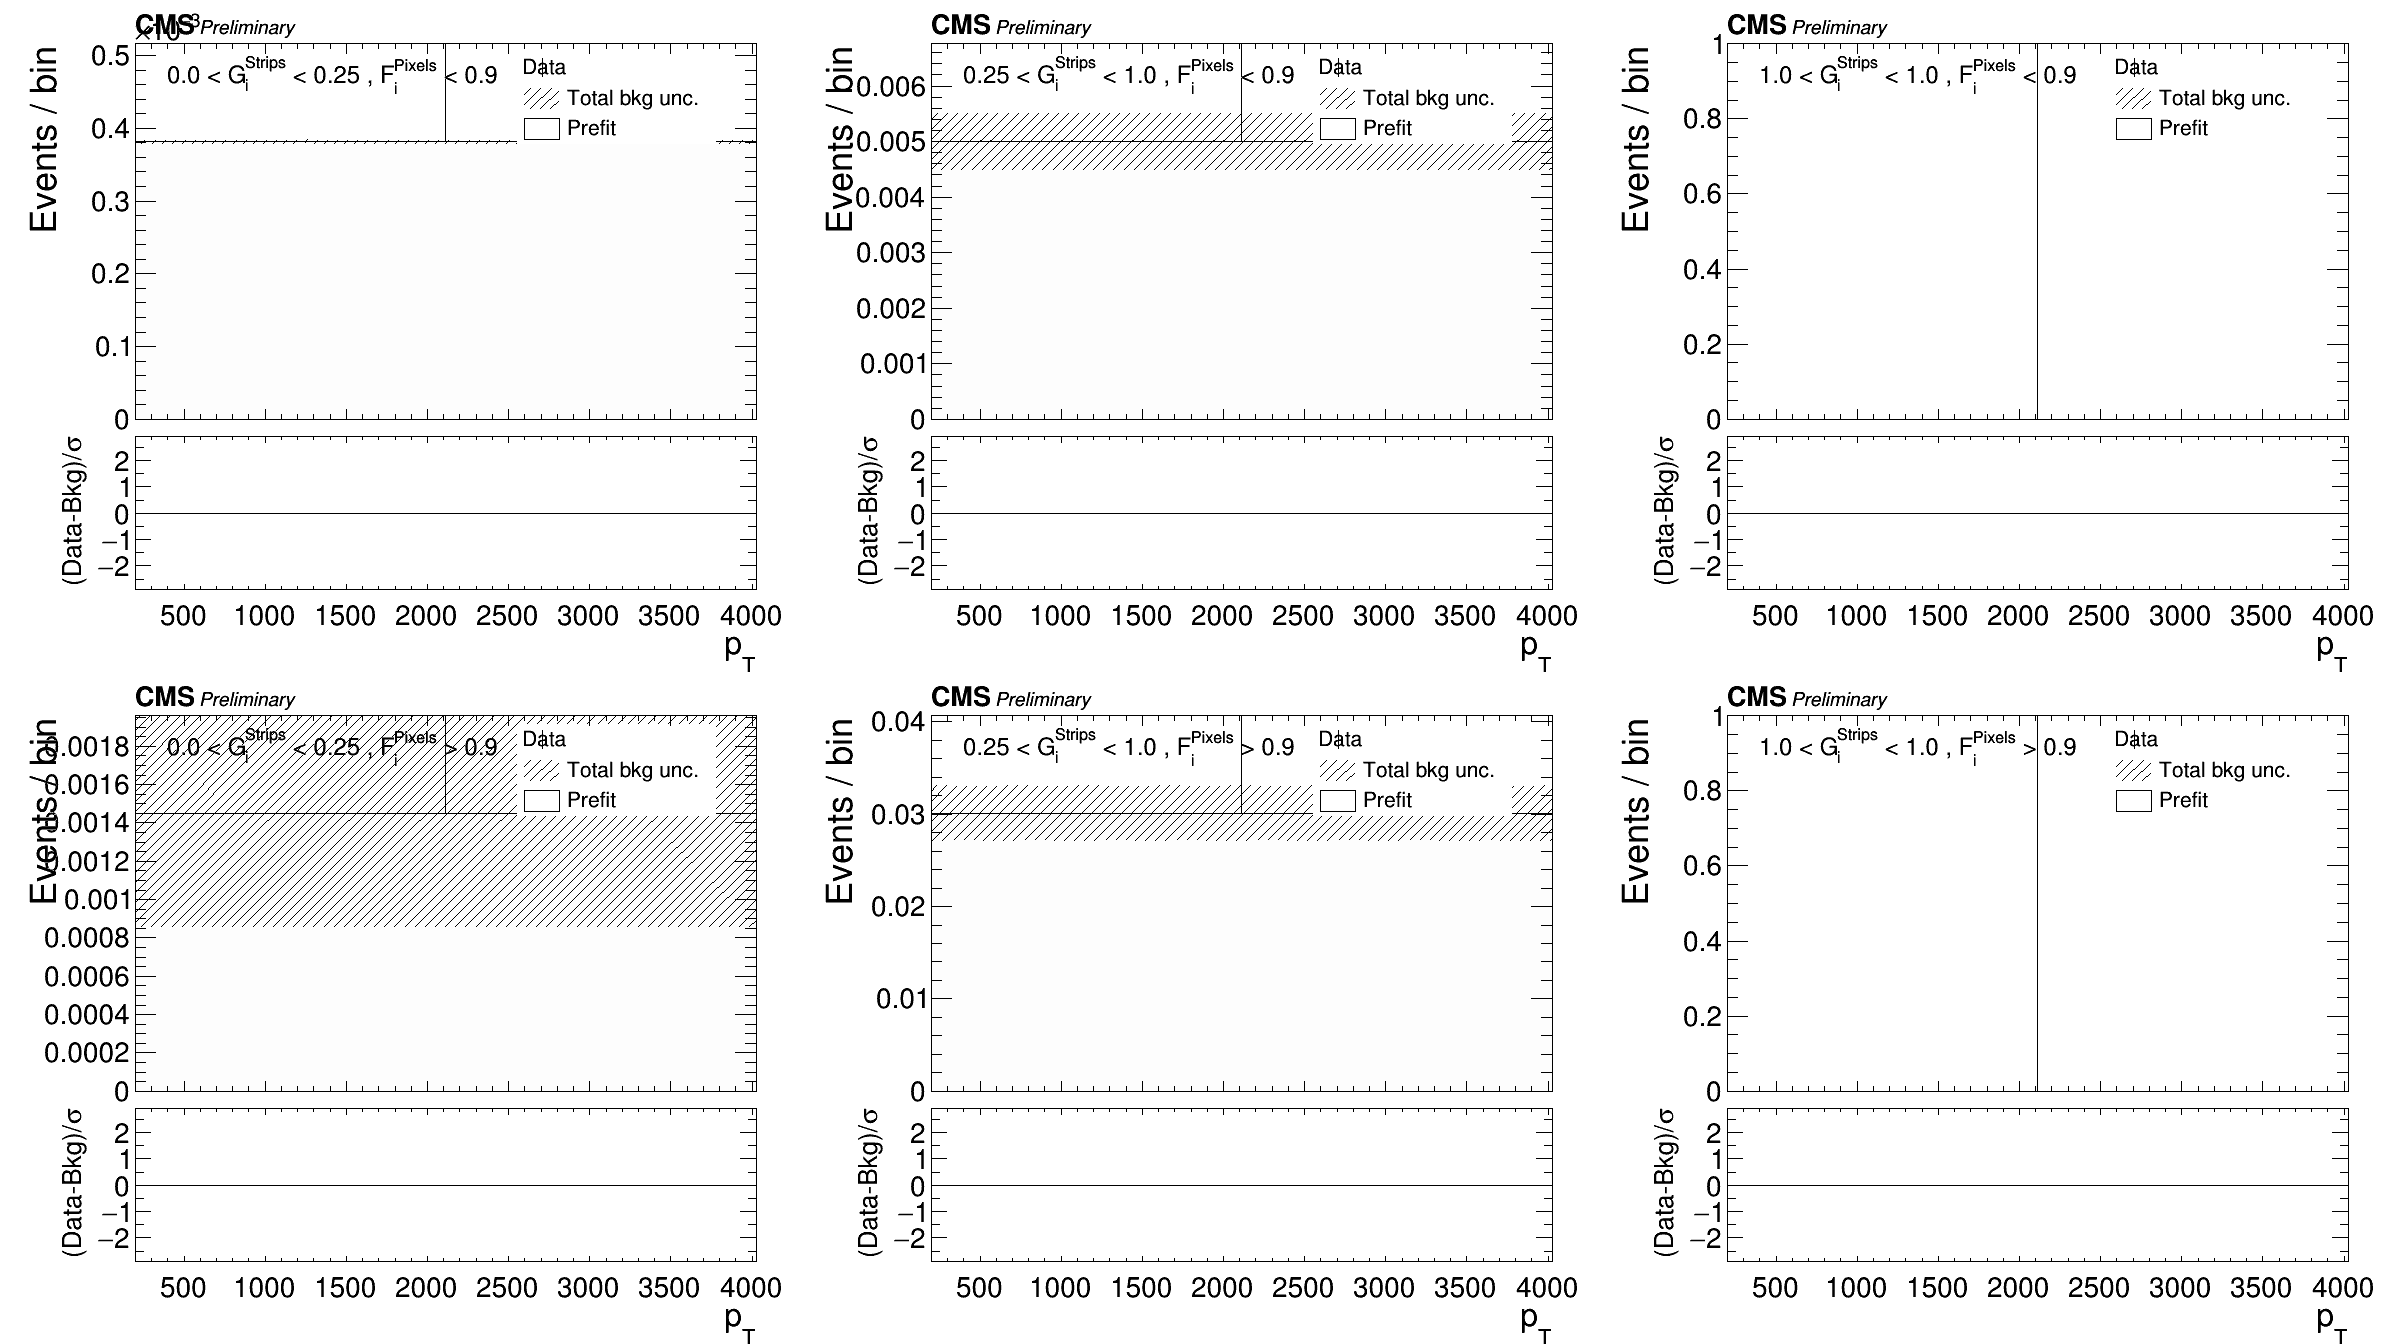 CMS Preliminary
×10⁻³
Events / bin
0.0 < G_i^Strips < 0.25 , F_i^Pixels < 0.9
Data
Total bkg unc.
Prefit
0.5
0.4
0.3
0.2
0.1
0
(Data-Bkg)/σ
2
1
0
−1
−2
500 1000 1500 2000 2500 3000 3500 4000
p_T
CMS Preliminary
Events / bin
0.25 < G_i^Strips < 1.0 , F_i^Pixels < 0.9
Data
Total bkg unc.
Prefit
0.006
0.005
0.004
0.003
0.002
0.001
0
(Data-Bkg)/σ
2
1
0
−1
−2
500 1000 1500 2000 2500 3000 3500 4000
p_T
CMS Preliminary
Events / bin
1.0 < G_i^Strips < 1.0 , F_i^Pixels < 0.9
Data
Total bkg unc.
Prefit
1
0.8
0.6
0.4
0.2
0
(Data-Bkg)/σ
2
1
0
−1
−2
500 1000 1500 2000 2500 3000 3500 4000
p_T
CMS Preliminary
Events / bin
0.0 < G_i^Strips < 0.25 , F_i^Pixels > 0.9
Data
Total bkg unc.
Prefit
0.0018
0.0016
0.0014
0.0012
0.001
0.0008
0.0006
0.0004
0.0002
0
(Data-Bkg)/σ
2
1
0
−1
−2
500 1000 1500 2000 2500 3000 3500 4000
p_T
CMS Preliminary
Events / bin
0.25 < G_i^Strips < 1.0 , F_i^Pixels > 0.9
Data
Total bkg unc.
Prefit
0.04
0.03
0.02
0.01
0
(Data-Bkg)/σ
2
1
0
−1
−2
500 1000 1500 2000 2500 3000 3500 4000
p_T
CMS Preliminary
Events / bin
1.0 < G_i^Strips < 1.0 , F_i^Pixels > 0.9
Data
Total bkg unc.
Prefit
1
0.8
0.6
0.4
0.2
0
(Data-Bkg)/σ
2
1
0
−1
−2
500 1000 1500 2000 2500 3000 3500 4000
p_T